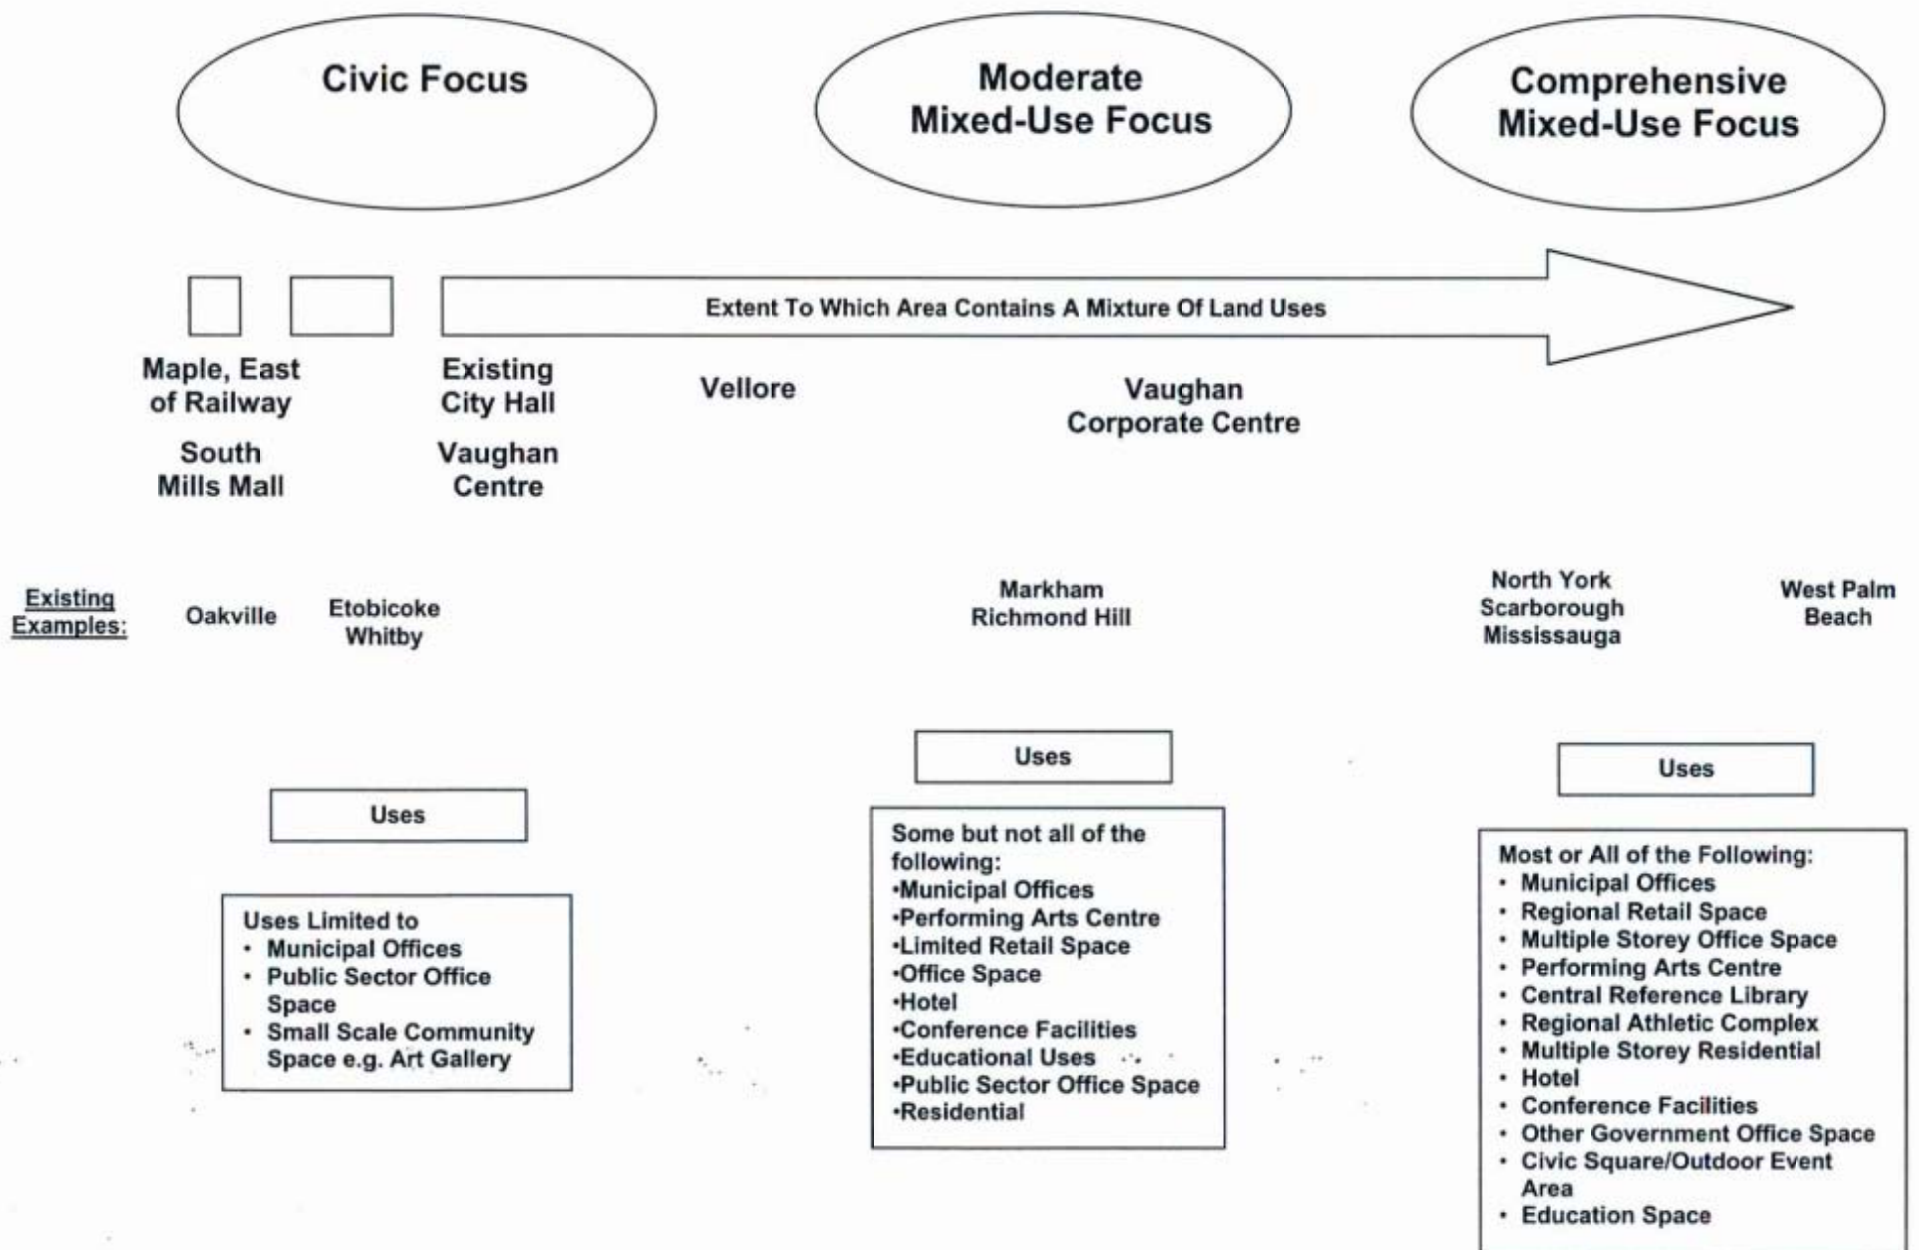 Civic Focus
Moderate
Mixed-Use Focus
Comprehensive
Mixed-Use Focus
Extent To Which Area Contains A Mixture Of Land Uses
Maple, East
of Railway
South
Mills Mall
Existing
City Hall
Vaughan
Centre
Vellore
Vaughan
Corporate Centre
Existing
Examples:
Oakville
Etobicoke
Whitby
Markham
Richmond Hill
North York
Scarborough
Mississauga
West Palm
Beach
Uses
Uses Limited to
• Municipal Offices
• Public Sector Office
Space
• Small Scale Community
Space e.g. Art Gallery
Uses
Some but not all of the
following:
•Municipal Offices
•Performing Arts Centre
•Limited Retail Space
•Office Space
•Hotel
•Conference Facilities
•Educational Uses
•Public Sector Office Space
•Residential
Uses
Most or All of the Following:
• Municipal Offices
• Regional Retail Space
• Multiple Storey Office Space
• Performing Arts Centre
• Central Reference Library
• Regional Athletic Complex
• Multiple Storey Residential
• Hotel
• Conference Facilities
• Other Government Office Space
• Civic Square/Outdoor Event
Area
• Education Space